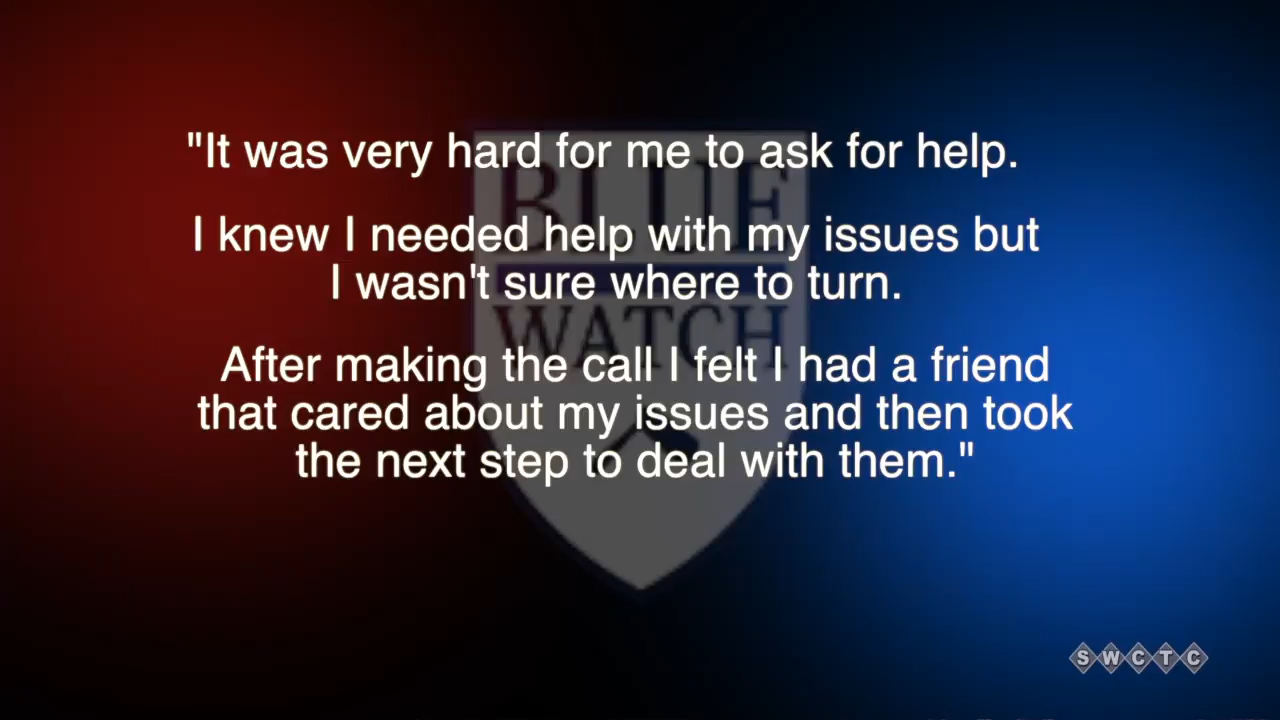 "It was very hard for me to ask for help.
I knew I needed help with my issues but
I wasn't sure where to turn.
After making the call I felt I had a friend
that cared about my issues and then took
the next step to deal with them."
BLUE
WATCH
SWCTC